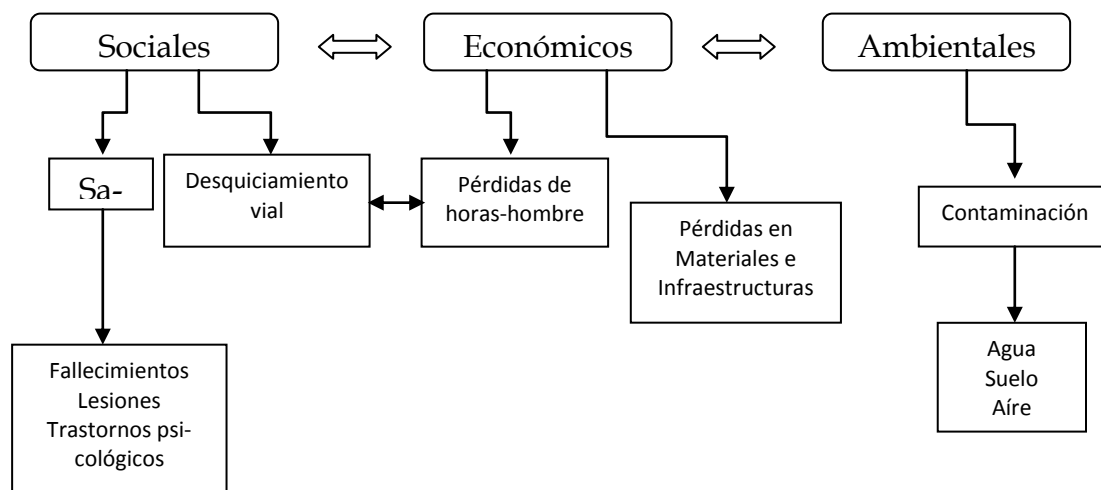 Sociales
Económicos
Ambientales
Sa-
Desquiciamiento
vial
Pérdidas de
horas-hombre
Pérdidas en
Materiales e
Infraestructuras
Contaminación
Fallecimientos
Lesiones
Trastornos psi-
cológicos
Agua
Suelo
Aíre